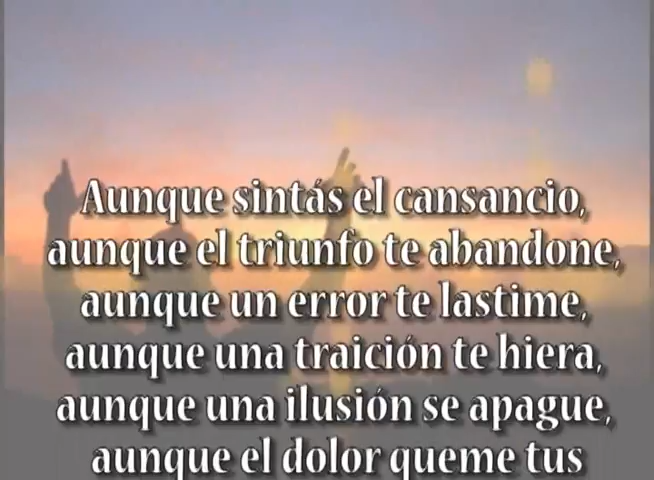 Aunque sintás el cansancio,
aunque el triunfo te abandone,
aunque un error te lastime,
aunque una traición te hiera,
aunque una ilusión se apague,
aunque el dolor queme tus